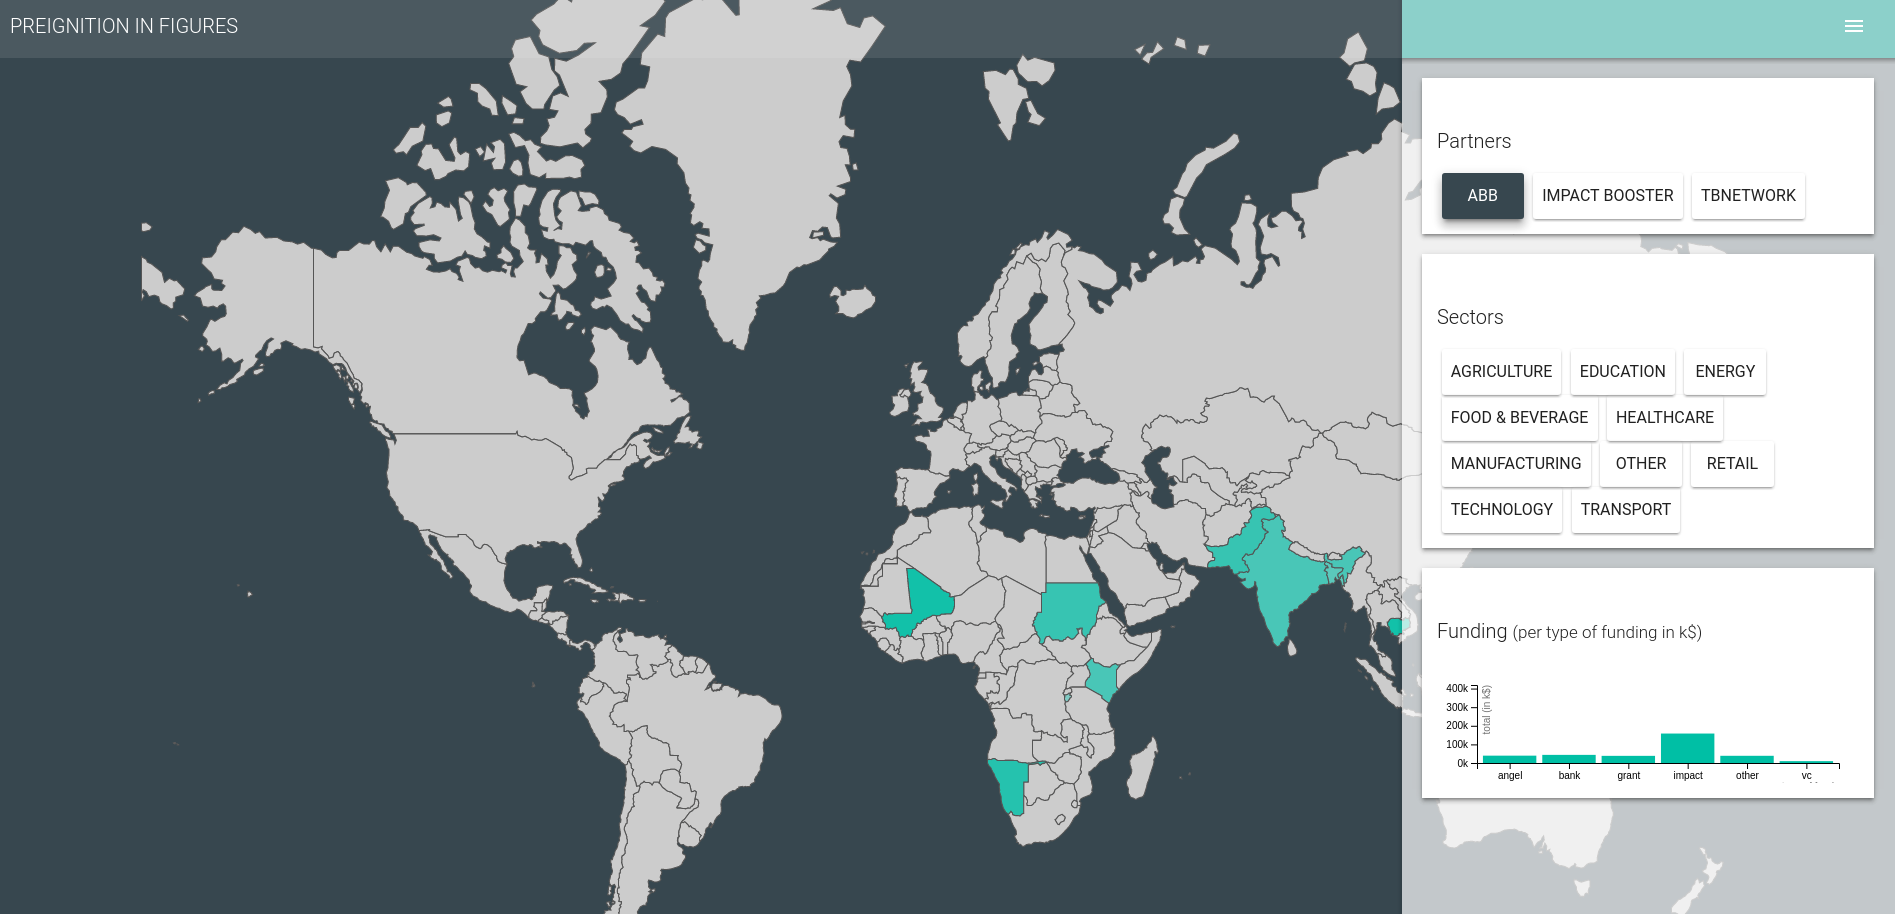 PREIGNITION IN FIGURES
Partners
ABB IMPACT BOOSTER TBNETWORK
Sectors
AGRICULTURE EDUCATION ENERGY
FOOD & BEVERAGE HEALTHCARE
MANUFACTURING OTHER RETAIL
TECHNOLOGY TRANSPORT
Funding (per type of funding in k$)
total (in k$)
400k
300k
200k
100k
0k
angel bank grant impact other vc